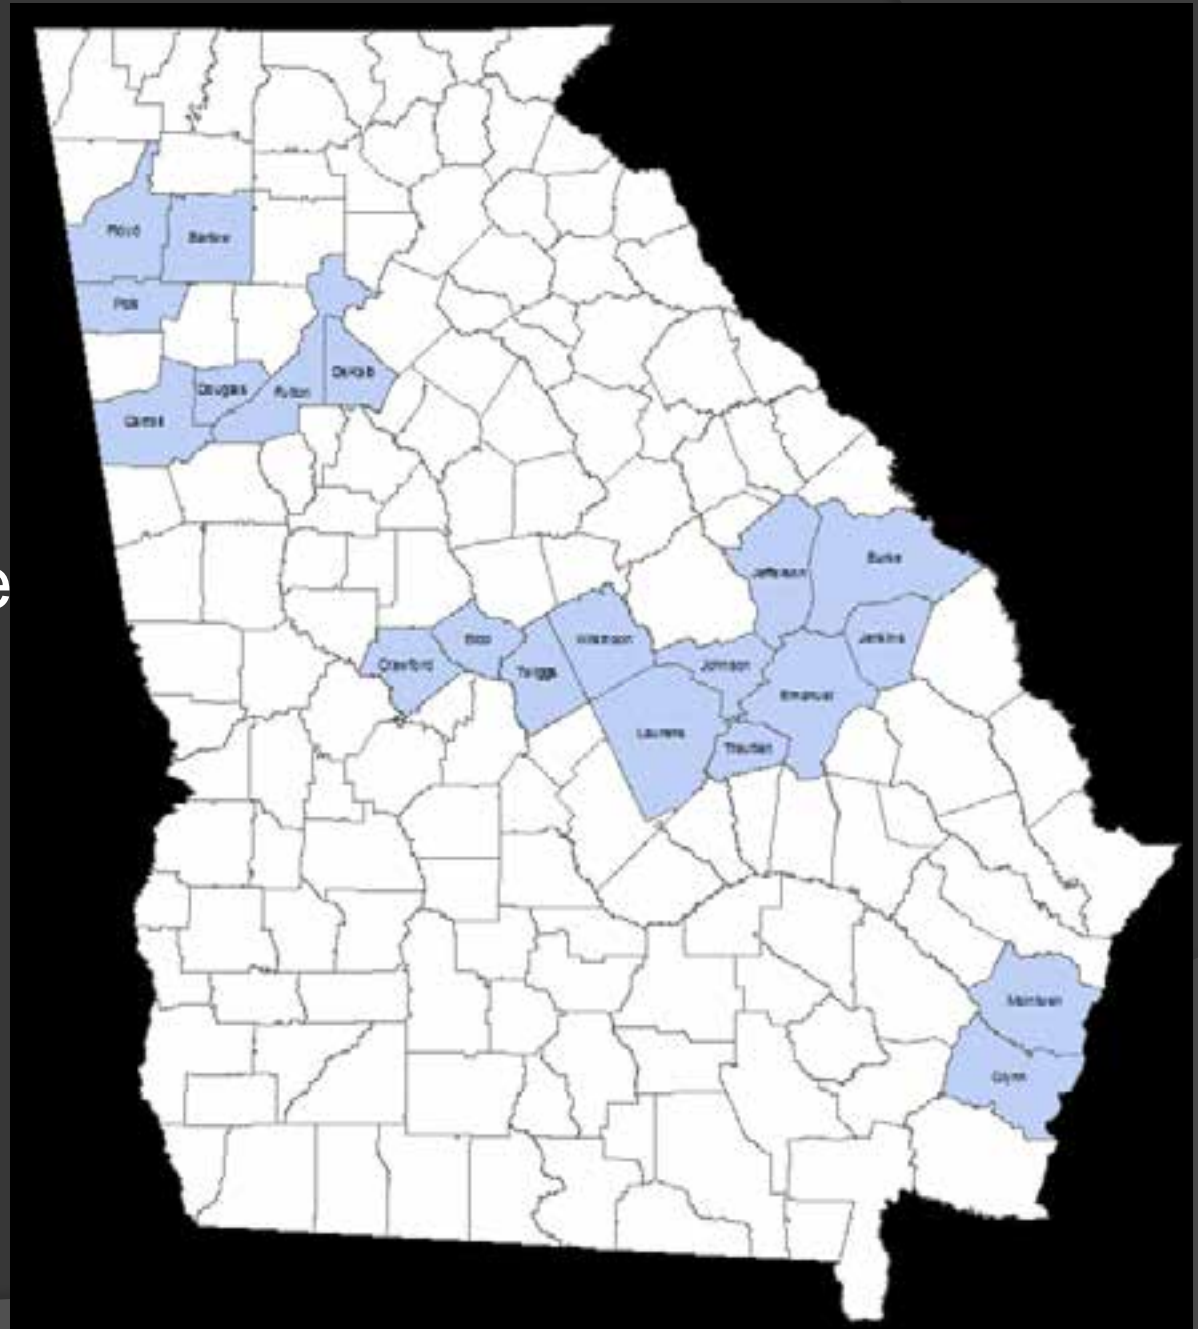 Floyd
Bartow
Polk
Douglas
Fulton
DeKalb
Carroll
e
Jefferson
Burke
Jenkins
Crawford
Bibb
Twiggs
Wilkinson
Johnson
Emanuel
Laurens
Treutlen
McIntosh
Glynn